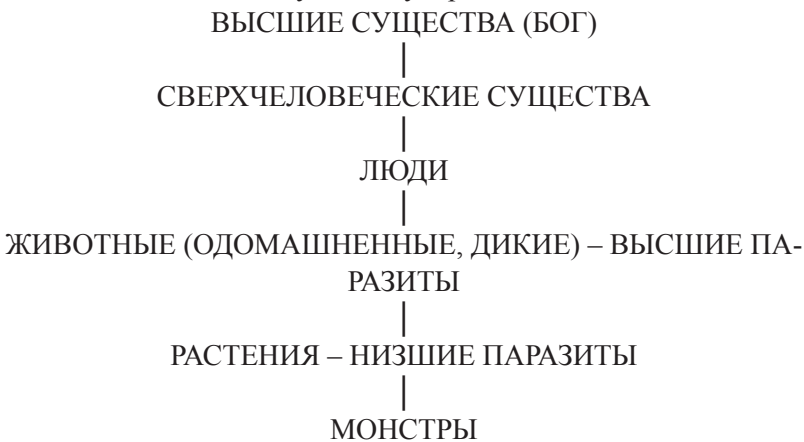 ВЫСШИЕ СУЩЕСТВА (БОГ)
СВЕРХЧЕЛОВЕЧЕСКИЕ СУЩЕСТВА
ЛЮДИ
ЖИВОТНЫЕ (ОДОМАШНЕННЫЕ, ДИКИЕ) – ВЫСШИЕ ПА-
РАЗИТЫ
РАСТЕНИЯ – НИЗШИЕ ПАРАЗИТЫ
МОНСТРЫ